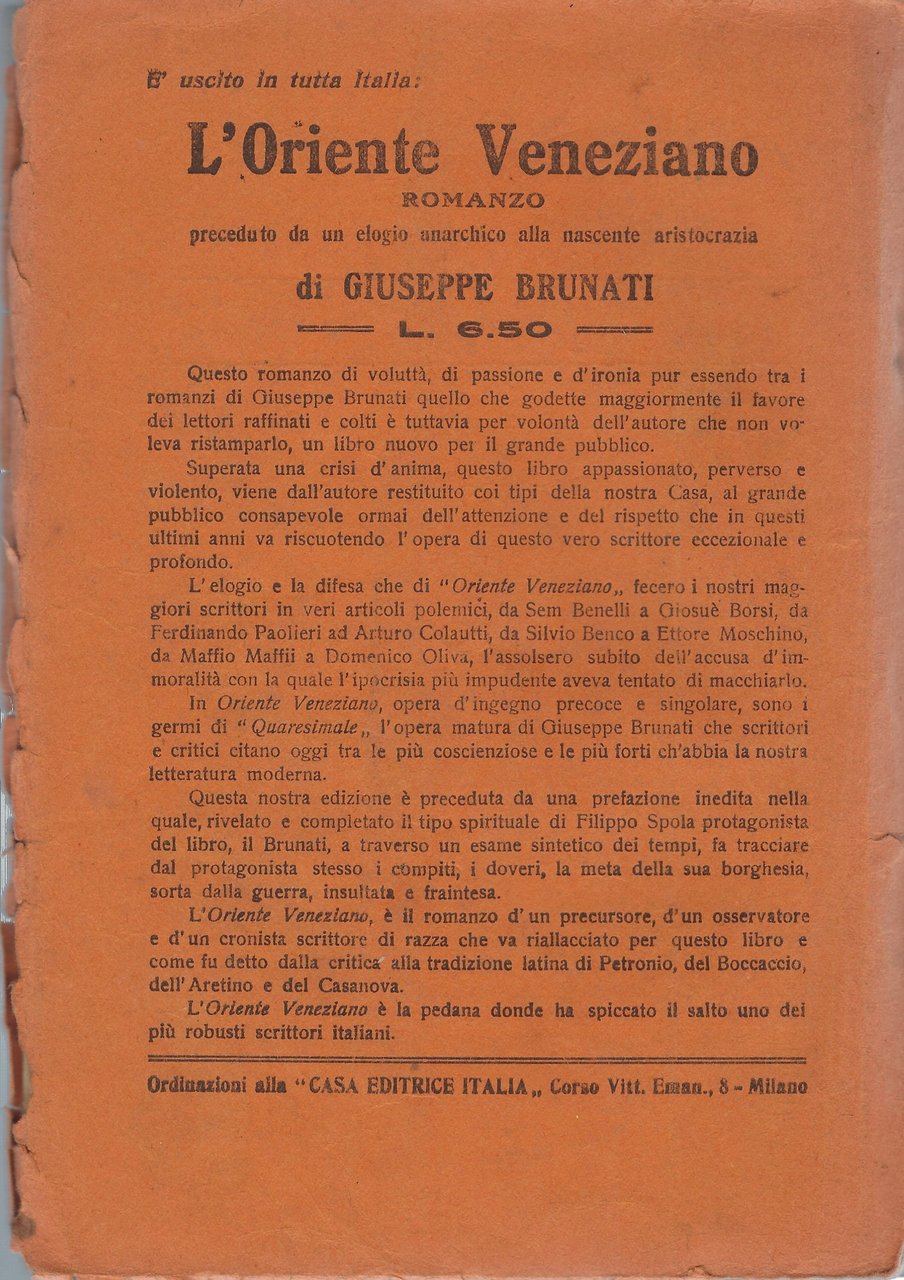 E' uscito in tutta Italia:
L'Oriente Veneziano
ROMANZO
preceduto da un elogio anarchico alla nascente aristocrazia
di GIUSEPPE BRUNATI
L. 6.50
Questo romanzo di voluttà, di passione e d'ironia pur essendo tra i
romanzi di Giuseppe Brunati quello che godette maggiormente il favore
dei lettori raffinati e colti è tuttavia per volontà dell'autore che non vo-
leva ristamparlo, un libro nuovo per il grande pubblico.
Superata una crisi d'anima, questo libro appassionato, perverso e
violento, viene dall'autore restituito coi tipi della nostra Casa, al grande
pubblico consapevole ormai dell'attenzione e del rispetto che in questi
ultimi anni va riscuotendo l'opera di questo vero scrittore eccezionale e
profondo.
L'elogio e la difesa che di "Oriente Veneziano„ fecero i nostri mag-
giori scrittori in veri articoli polemici, da Sem Benelli a Giosuè Borsi, da
Ferdinando Paolieri ad Arturo Colautti, da Silvio Benco a Ettore Moschino,
da Maffio Maffii a Domenico Oliva, l'assolsero subito dell'accusa d'im-
moralità con la quale l'ipocrisia più impudente aveva tentato di macchiarlo.
In Oriente Veneziano, opera d'ingegno precoce e singolare, sono i
germi di "Quaresimale„ l'opera matura di Giuseppe Brunati che scrittori
e critici citano oggi tra le più coscienziose e le più forti ch'abbia la nostra
letteratura moderna.
Questa nostra edizione è preceduta da una prefazione inedita nella
quale, rivelato e completato il tipo spirituale di Filippo Spola protagonista
del libro, il Brunati, a traverso un esame sintetico dei tempi, fa tracciare
dal protagonista stesso i compiti, i doveri, la meta della sua borghesia,
sorta dalla guerra, insultata e fraintesa.
L'Oriente Veneziano, è il romanzo d'un precursore, d'un osservatore
e d'un cronista scrittore di razza che va riallacciato per questo libro e
come fu detto dalla critica alla tradizione latina di Petronio, del Boccaccio,
dell'Aretino e del Casanova.
L'Oriente Veneziano è la pedana donde ha spiccato il salto uno dei
più robusti scrittori italiani.
Ordinazioni alla "CASA EDITRICE ITALIA„ Corso Vitt. Eman., 8 - Milano